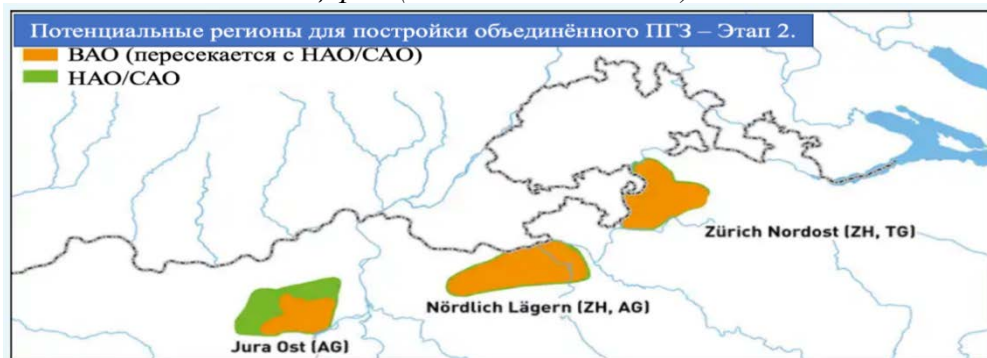 Потенциальные регионы для постройки объединённого ПГЗ – Этап 2.
ВАО (пересекается с НАО/САО)
НАО/САО
Zürich Nordost (ZH, TG)
Nördlich Lägern (ZH, AG)
Jura Ost (AG)